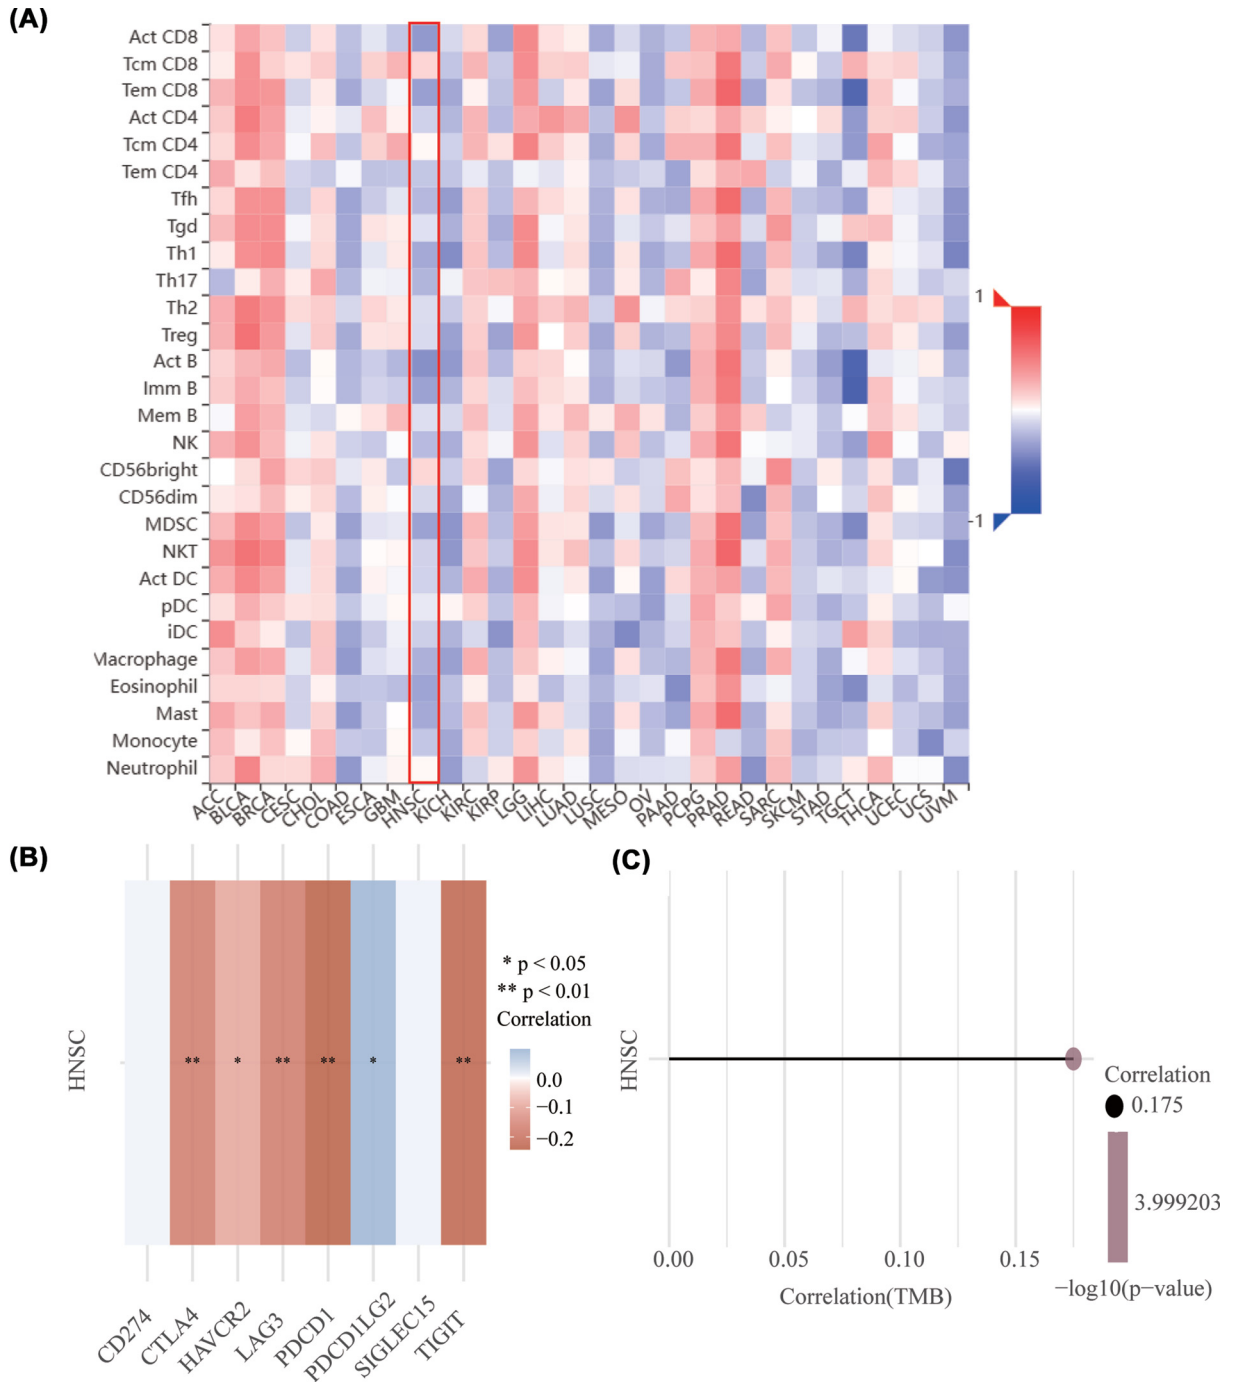 (A)
Act CD8
Tcm CD8
Tem CD8
Act CD4
Tcm CD4
Tem CD4
Tfh
Tgd
Th1
Th17
Th2
Treg
Act B
Imm B
Mem B
NK
CD56bright
CD56dim
MDSC
NKT
Act DC
pDC
iDC
Macrophage
Eosinophil
Mast
Monocyte
Neutrophil
1
-1
ACC
BLCA
BRCA
CESC
CHOL
COAD
ESCA
GBM
HNSC
KICH
KIRC
KIRP
LGG
LIHC
LUAD
LUSC
MESO
OV
PAAD
PCPG
PRAD
READ
SARC
SKCM
STAD
TGCT
THCA
UCEC
UCS
UVM
(B)
HNSC
** * ** ** * **
* p < 0.05
** p < 0.01
Correlation
0.0
−0.1
−0.2
CD274
CTLA4
HAVCR2
LAG3
PDCD1
PDCD1LG2
SIGLEC15
TIGIT
(C)
HNSC
0.00 0.05 0.10 0.15
Correlation(TMB)
Correlation
0.175
3.999203
−log10(p−value)